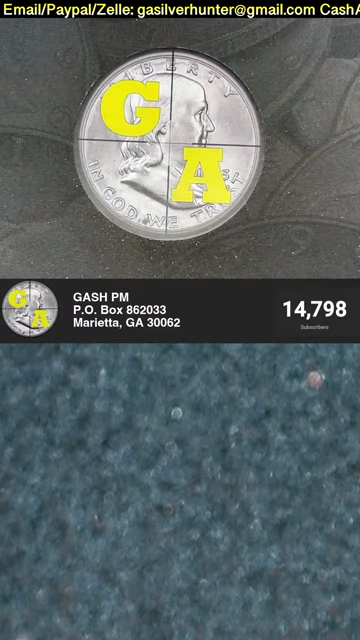 Email/Paypal/Zelle: gasilverhunter@gmail.com CashA
LIBERTY
G
A
IN GOD WE TRUST
GASH PM
P.O. Box 862033
Marietta, GA 30062
14,798
Subscribers